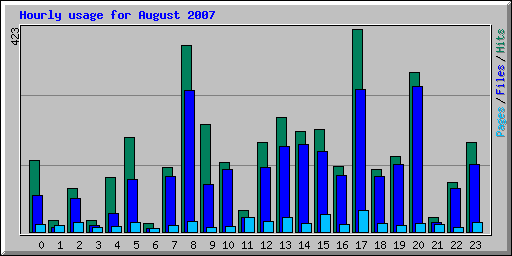 Hourly usage for August 2007
423
Pages/Files/Hits
0 1 2 3 4 5 6 7 8 9 10 11 12 13 14 15 16 17 18 19 20 21 22 23